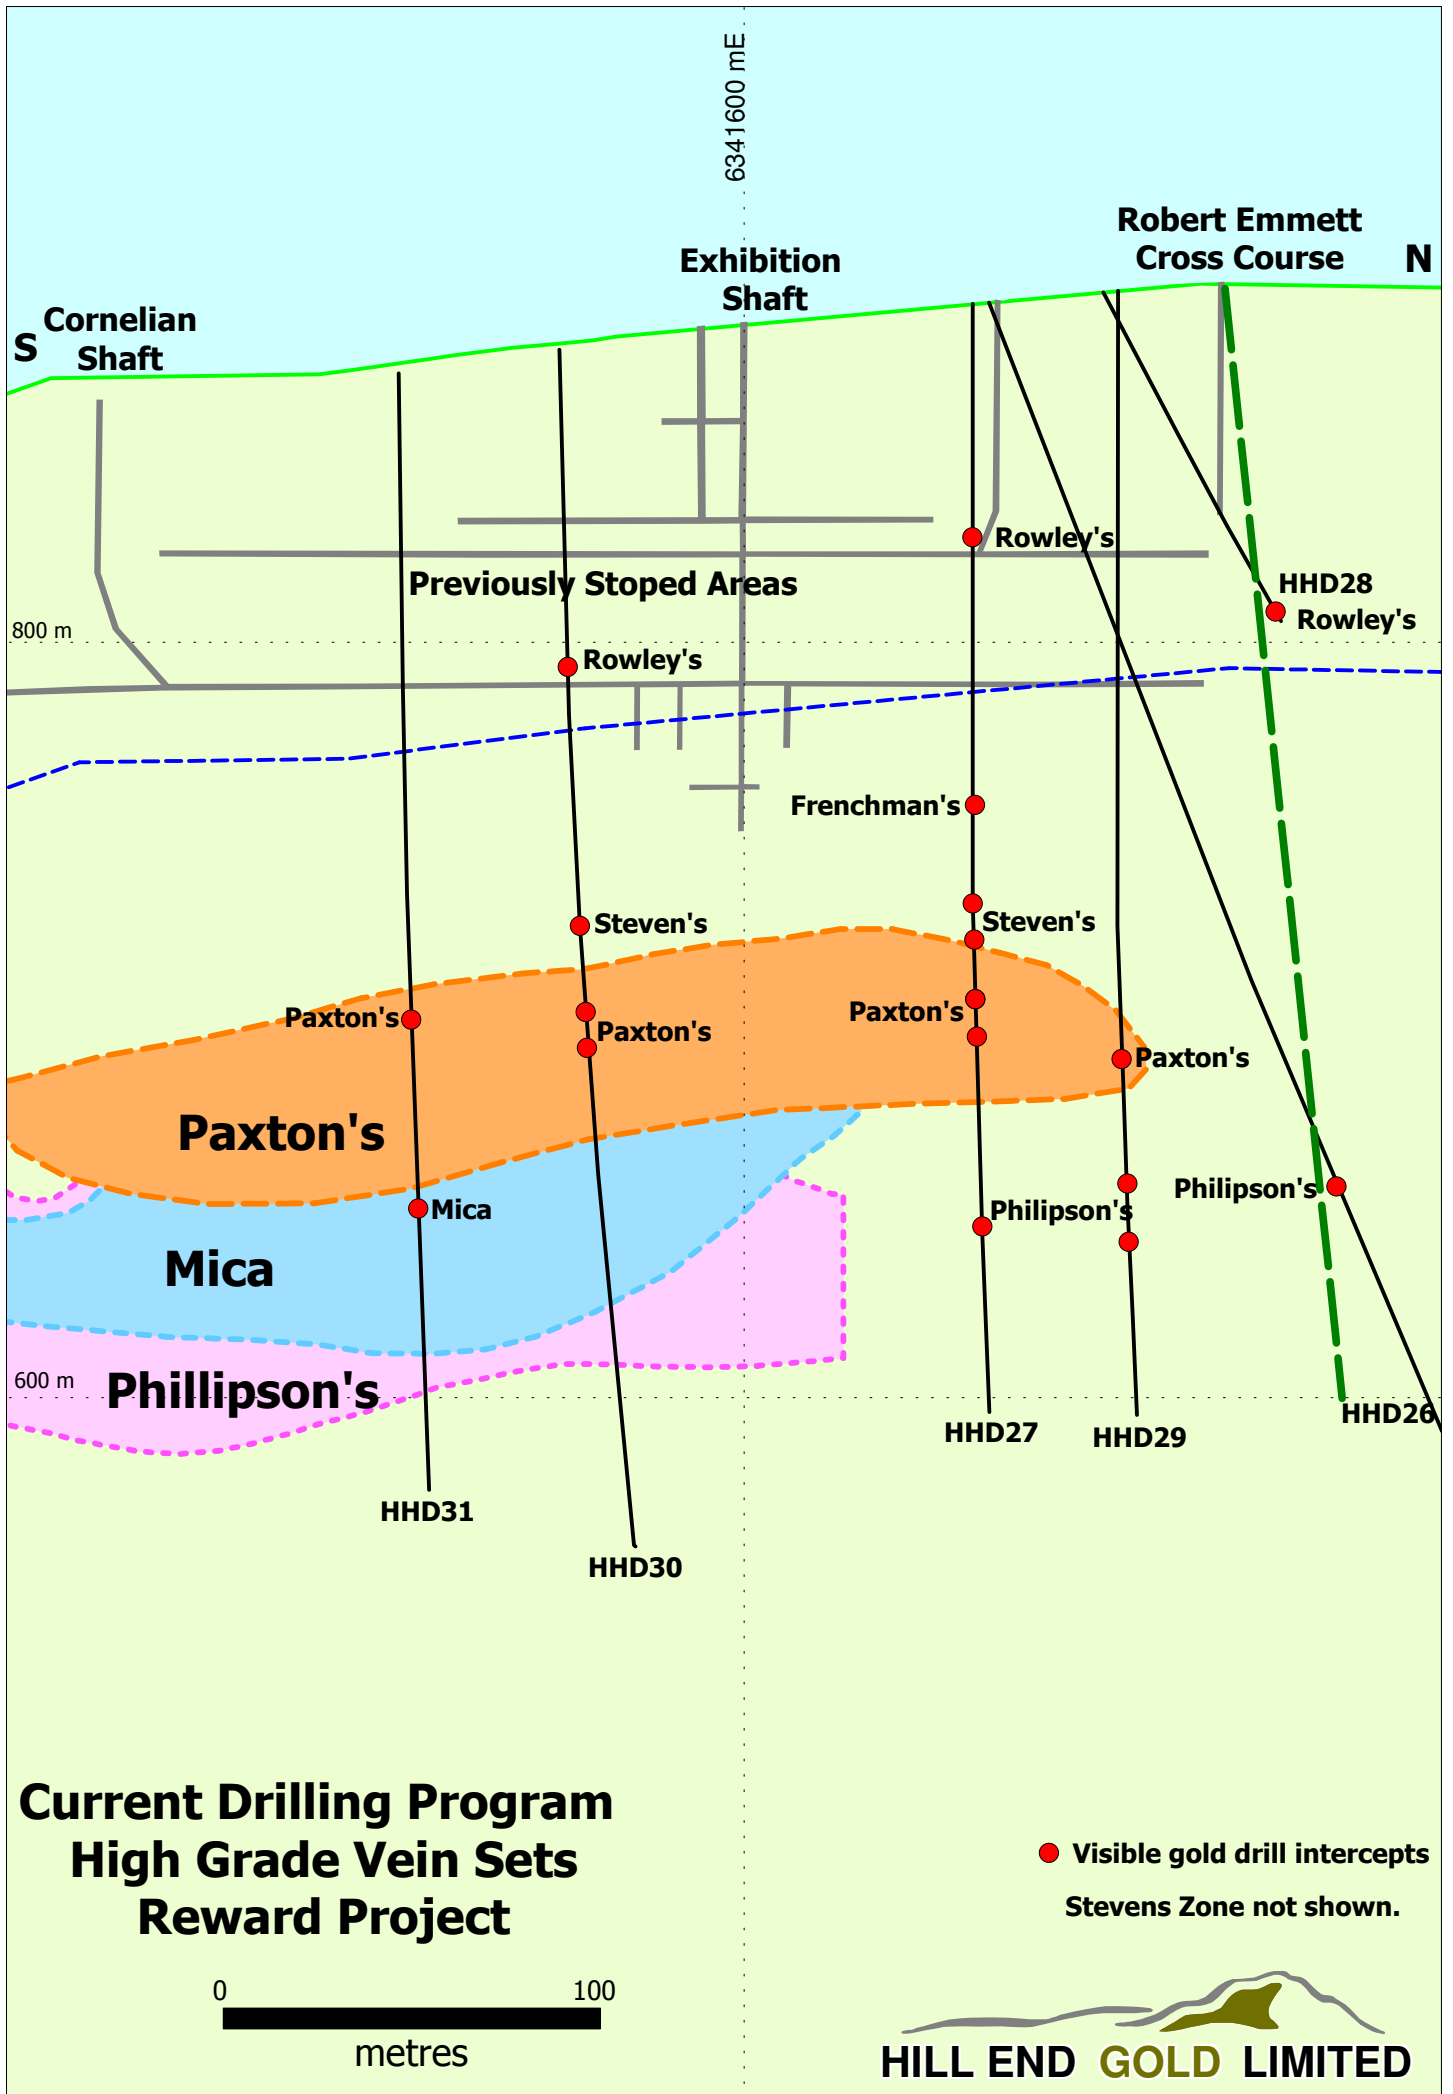 6341600 mE
Robert Emmett
Cross Course
N
Exhibition
Shaft
S
Cornelian
Shaft
Rowley's
Previously Stoped Areas
HHD28
Rowley's
800 m
Rowley's
Frenchman's
Steven's
Steven's
Paxton's
Paxton's
Paxton's
Paxton's
Paxton's
Philipson's
Mica
Philipson's
Mica
600 m
Phillipson's
HHD26
HHD27
HHD29
HHD31
HHD30
Current Drilling Program
High Grade Vein Sets
Reward Project
Visible gold drill intercepts
Stevens Zone not shown.
0 100
metres
HILL END GOLD LIMITED